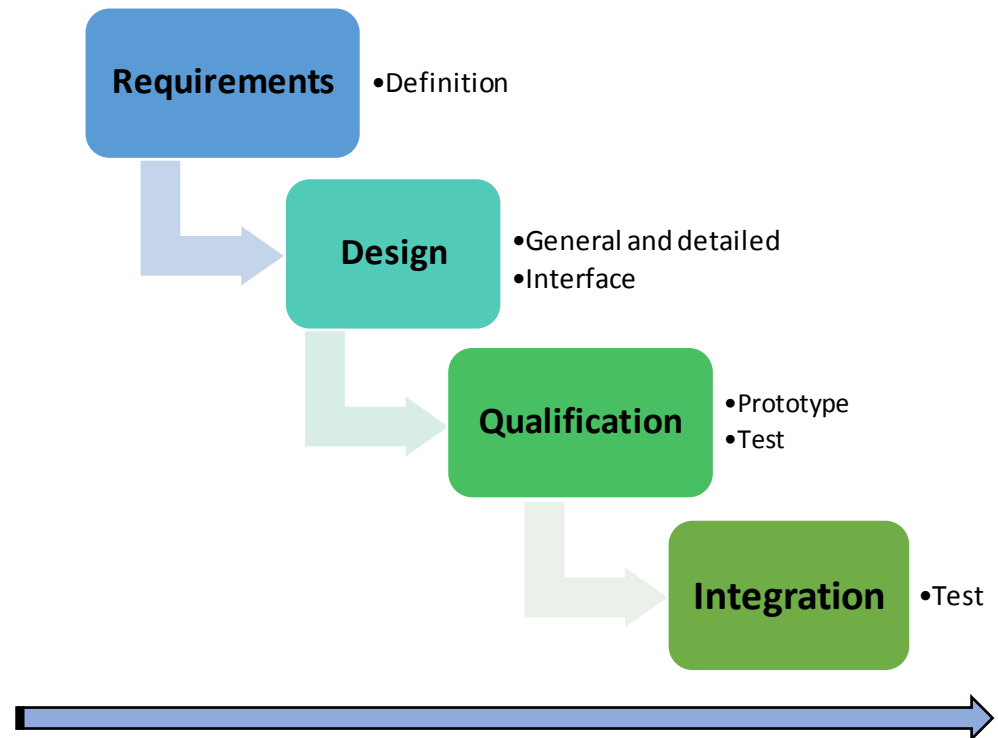 Requirements
•Definition
Design
•General and detailed
•Interface
Qualification
•Prototype
•Test
Integration
•Test